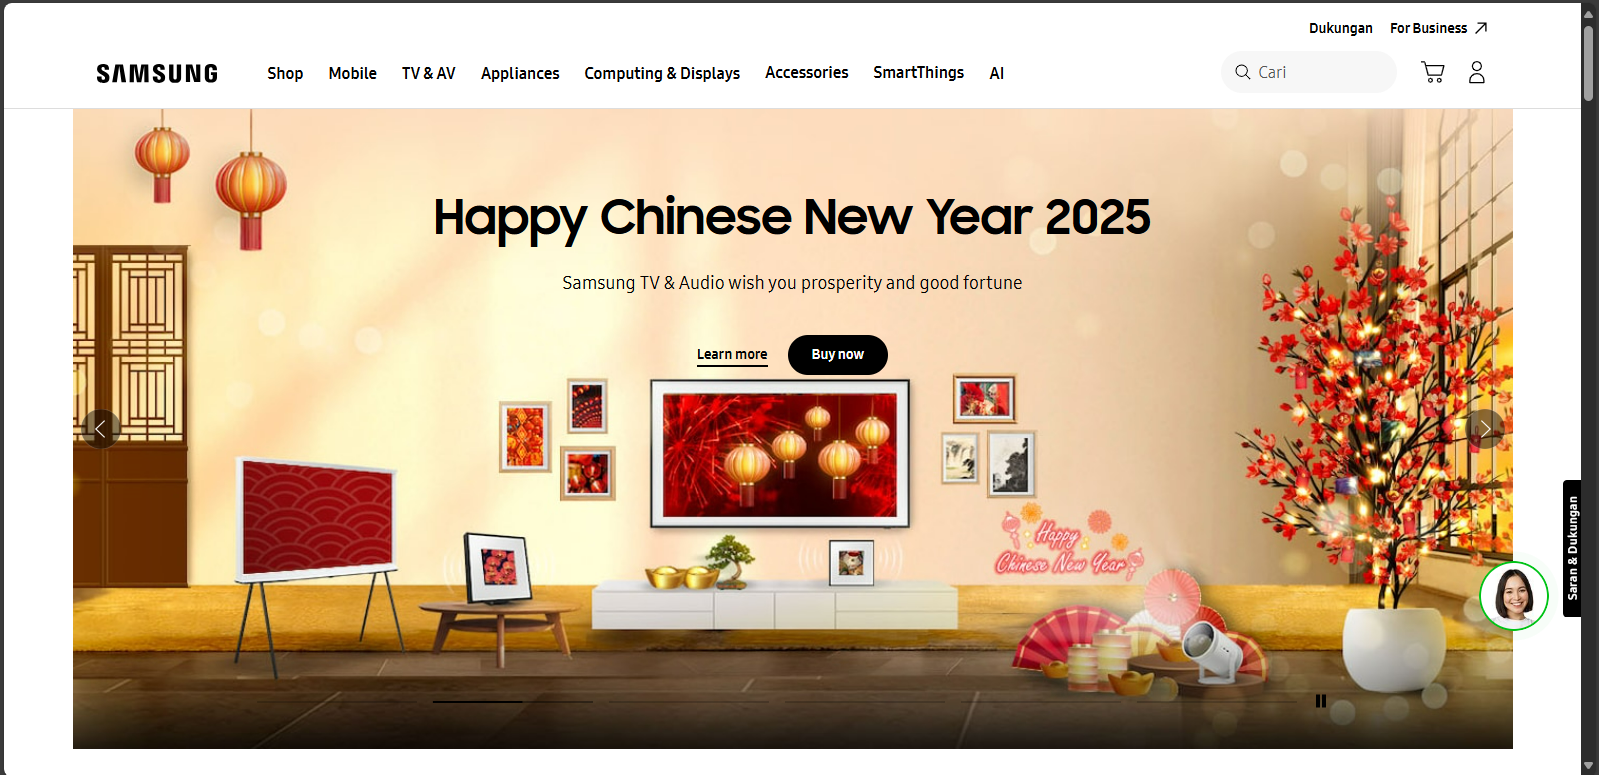 Dukungan For Business
SAMSUNG Shop Mobile TV & AV Appliances Computing & Displays Accessories SmartThings AI Cari
Happy Chinese New Year 2025
Samsung TV & Audio wish you prosperity and good fortune
Learn more Buy now
Happy
Chinese New Year
Saran & Dukungan